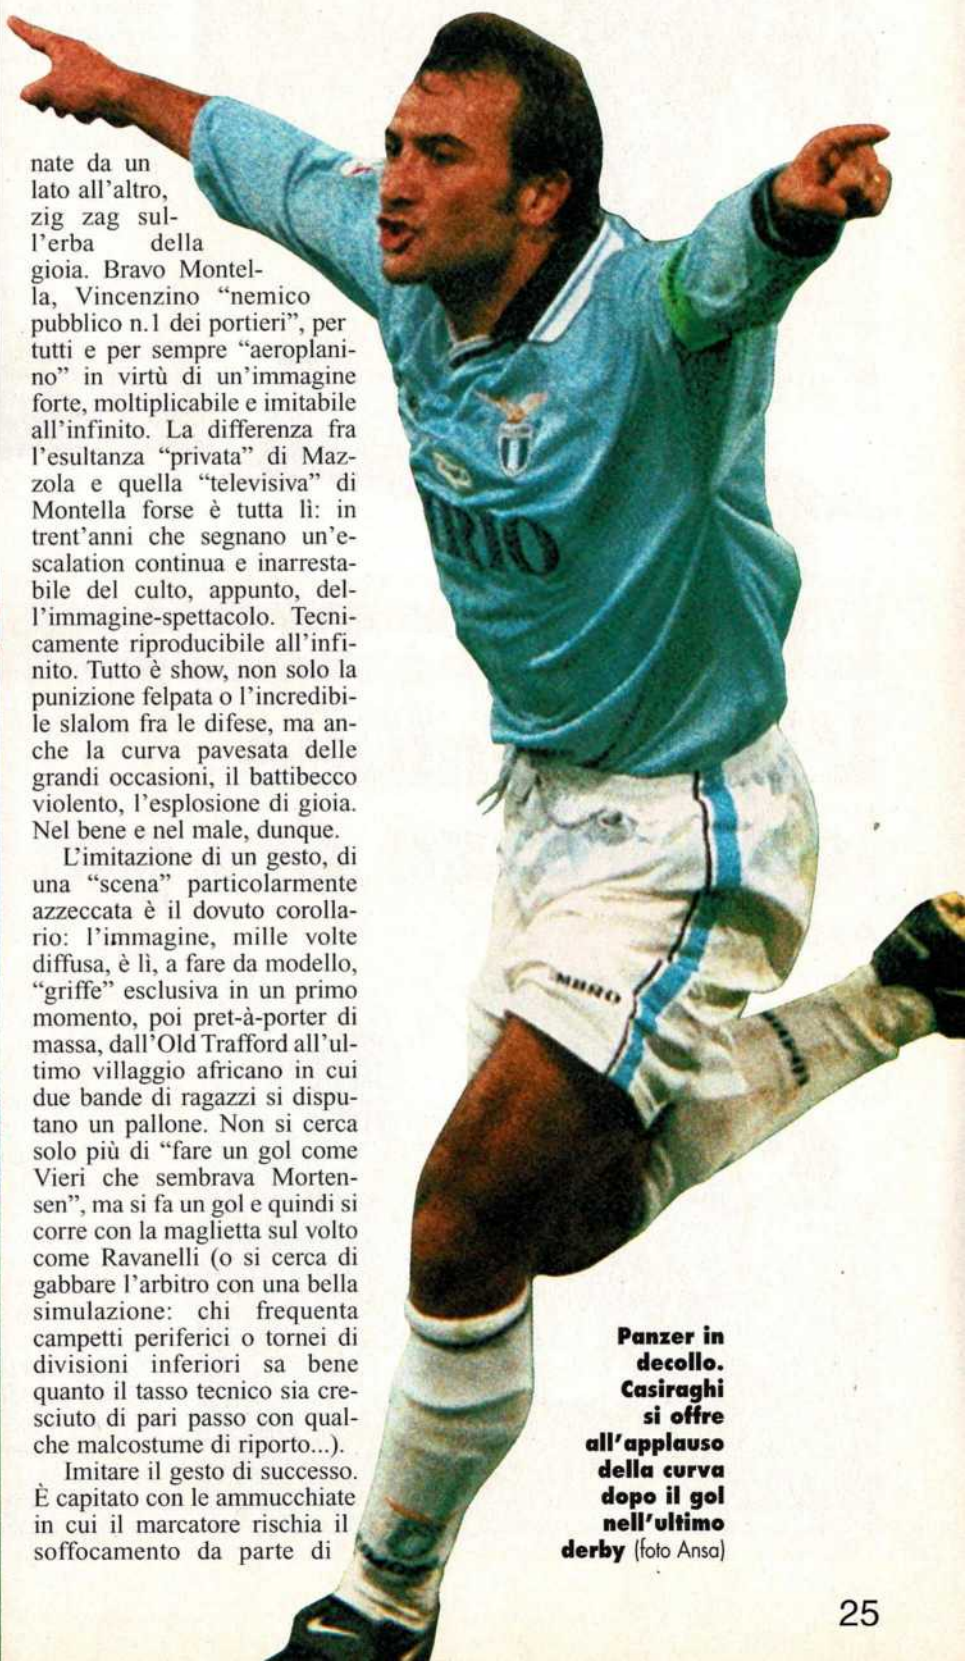 nate da un
lato all'altro,
zig zag sul-
l'erba della
gioia. Bravo Montel-
la, Vincenzino “nemico
pubblico n.1 dei portieri”, per
tutti e per sempre “aeroplani-
no” in virtù di un'immagine
forte, moltiplicabile e imitabile
all'infinito. La differenza fra
l'esultanza “privata” di Maz-
zola e quella “televisiva” di
Montella forse è tutta lì: in
trent'anni che segnano un'e-
scalation continua e inarresta-
bile del culto, appunto, del-
l'immagine-spettacolo. Tecni-
camente riproducibile all'infi-
nito. Tutto è show, non solo la
punizione felpata o l'incredibi-
le slalom fra le difese, ma an-
che la curva pavesata delle
grandi occasioni, il battibecco
violento, l'esplosione di gioia.
Nel bene e nel male, dunque.
L'imitazione di un gesto, di
una “scena” particolarmente
azzeccata è il dovuto corolla-
rio: l'immagine, mille volte
diffusa, è lì, a fare da modello,
“griffe” esclusiva in un primo
momento, poi pret-à-porter di
massa, dall'Old Trafford all'ul-
timo villaggio africano in cui
due bande di ragazzi si dispu-
tano un pallone. Non si cerca
solo più di “fare un gol come
Vieri che sembrava Morten-
sen”, ma si fa un gol e quindi si
corre con la maglietta sul volto
come Ravanelli (o si cerca di
gabbare l'arbitro con una bella
simulazione: chi frequenta
campetti periferici o tornei di
divisioni inferiori sa bene
quanto il tasso tecnico sia cre-
sciuto di pari passo con qual-
che malcostume di riporto...).
Imitare il gesto di successo.
È capitato con le ammucchiate
in cui il marcatore rischia il
soffocamento da parte di
IRIO
MBRO
Panzer in
decollo.
Casiraghi
si offre
all'applauso
della curva
dopo il gol
nell'ultimo
derby (foto Ansa)
25